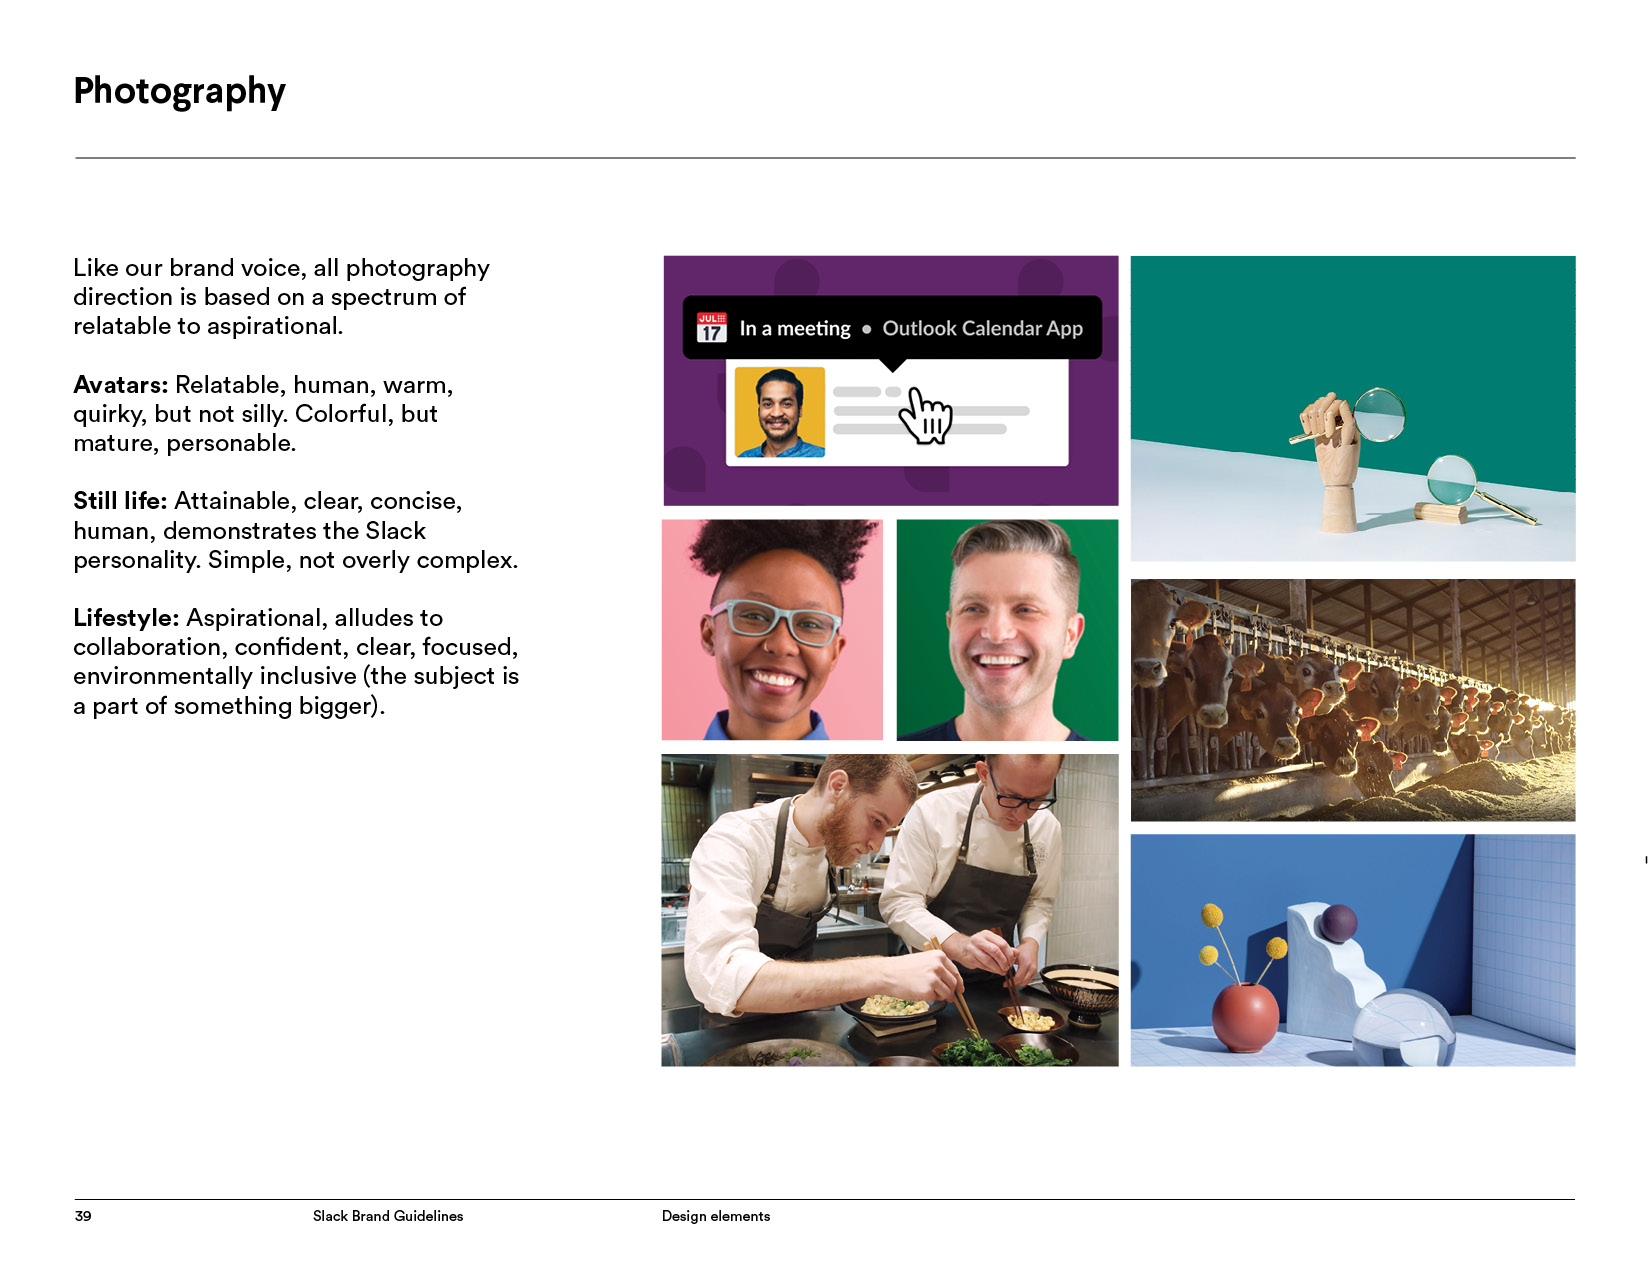 Photography
Like our brand voice, all photography
direction is based on a spectrum of
relatable to aspirational.
Avatars: Relatable, human, warm,
quirky, but not silly. Colorful, but
mature, personable.
Still life: Attainable, clear, concise,
human, demonstrates the Slack
personality. Simple, not overly complex.
Lifestyle: Aspirational, alludes to
collaboration, confident, clear, focused,
environmentally inclusive (the subject is
a part of something bigger).
JUL
17
In a meeting • Outlook Calendar App
39
Slack Brand Guidelines
Design elements